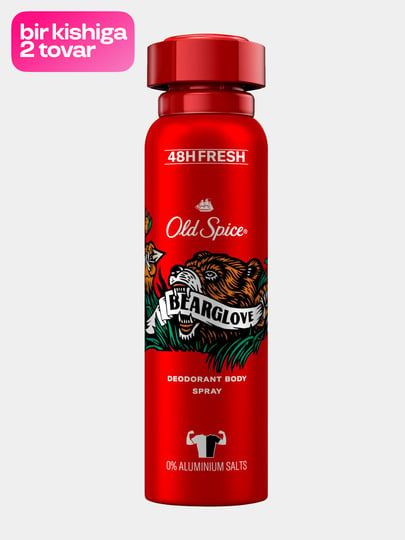 bir kishiga
2 tovar
48H FRESH
Old Spice®
BEARGLOVE
DEODORANT BODY
SPRAY
0% ALUMINIUM SALTS